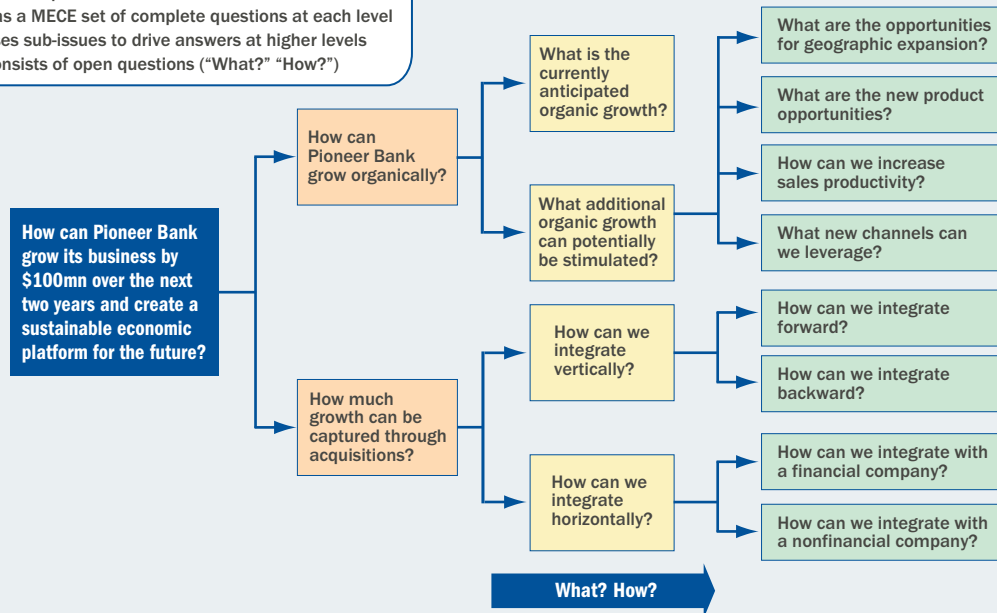 as a MECE set of complete questions at each level
es sub-issues to drive answers at higher levels
onsists of open questions (“What?” “How?”)
How can Pioneer Bank
grow its business by
$100mn over the next
two years and create a
sustainable economic
platform for the future?
How can
Pioneer Bank
grow organically?
How much
growth can be
captured through
acquisitions?
What is the
currently
anticipated
organic growth?
What additional
organic growth
can potentially
be stimulated?
How can we
integrate
vertically?
How can we
integrate
horizontally?
What are the opportunities
for geographic expansion?
What are the new product
opportunities?
How can we increase
sales productivity?
What new channels can
we leverage?
How can we integrate
forward?
How can we integrate
backward?
How can we integrate with
a financial company?
How can we integrate with
a nonfinancial company?
What? How?